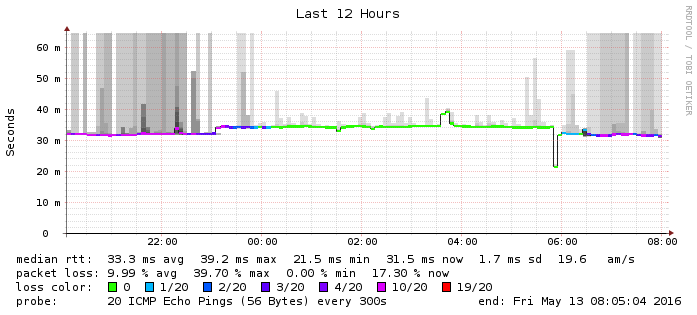 Last 12 Hours
RRDTOOL / TOBI OETIKER
Seconds
60 m
50 m
40 m
30 m
20 m
10 m
0
22:00 00:00 02:00 04:00 06:00 08:00
median rtt: 33.3 ms avg 39.2 ms max 21.5 ms min 31.5 ms now 1.7 ms sd 19.6 am/s
packet loss: 9.99 % avg 39.70 % max 0.00 % min 17.30 % now
loss color: 0 1/20 2/20 3/20 4/20 10/20 19/20
probe: 20 ICMP Echo Pings (56 Bytes) every 300s end: Fri May 13 08:05:04 2016